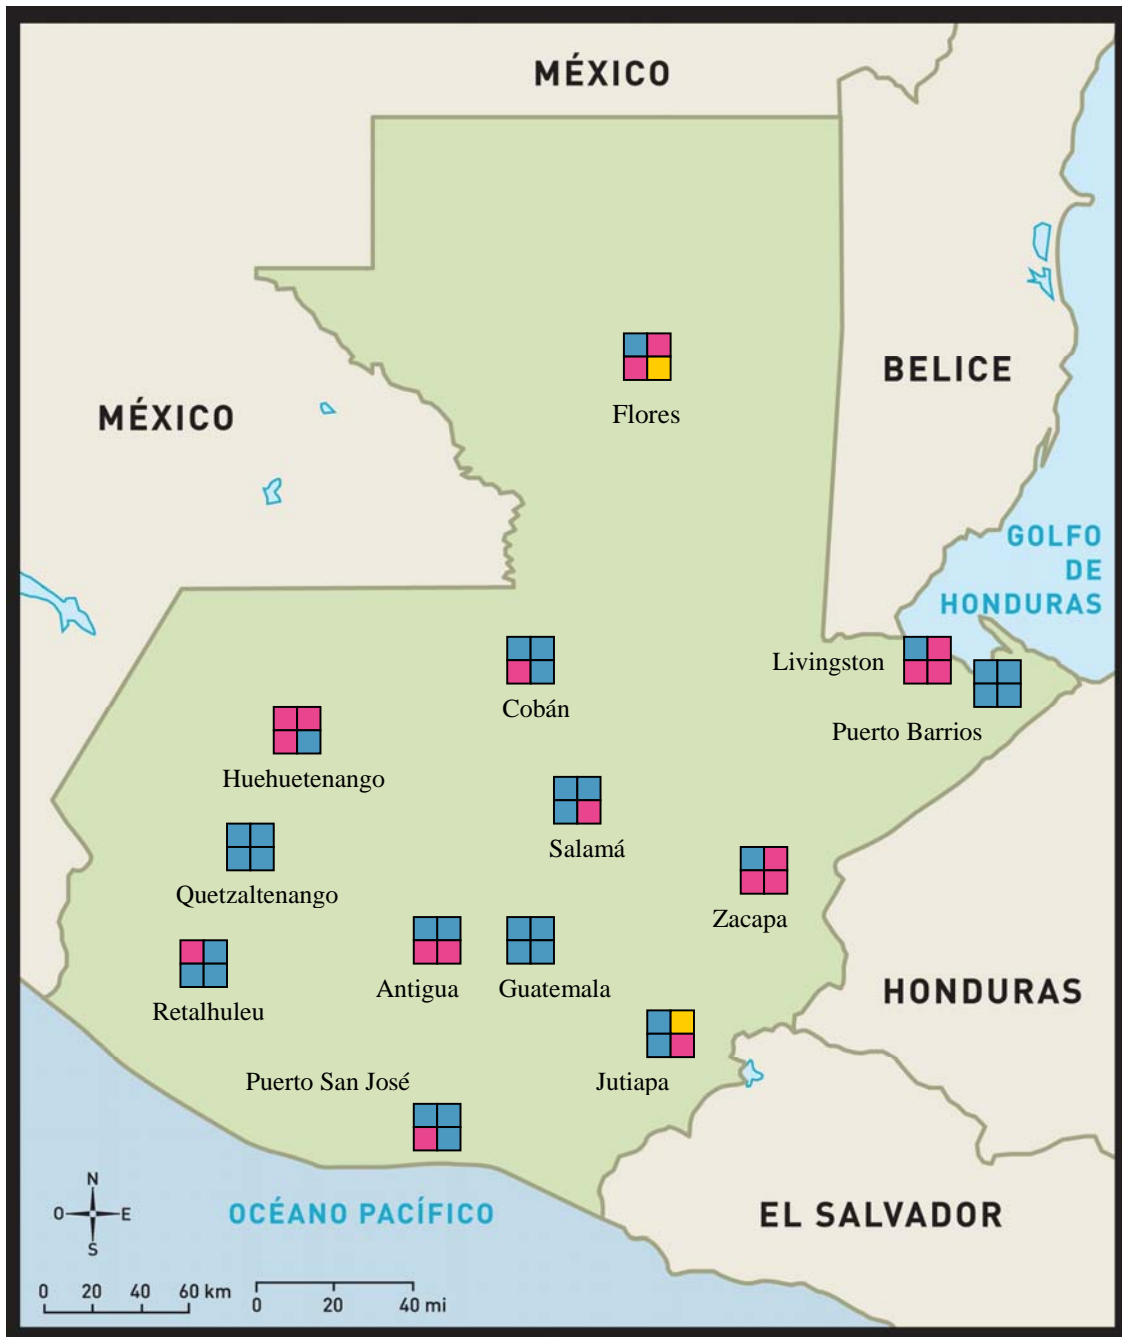 MÉXICO
MÉXICO
BELICE
Flores
GOLFO
DE
HONDURAS
Livingston
Cobán
Puerto Barrios
Huehuetenango
Salamá
Quetzaltenango
Zacapa
Antigua
Guatemala
Retalhuleu
HONDURAS
Puerto San José
Jutiapa
OCÉANO PACÍFICO
EL SALVADOR
N
O
E
S
0 20 40 60 km
0 20 40 mi